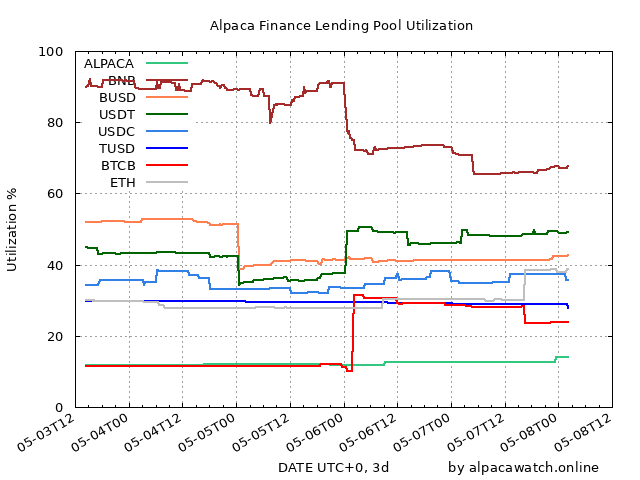 Alpaca Finance Lending Pool Utilization
100
80
60
40
20
0
Utilization %
ALPACA
BNB
BUSD
USDT
USDC
TUSD
BTCB
ETH
05-03T12
05-04T00
05-04T12
05-05T00
05-05T12
05-06T00
05-06T12
05-07T00
05-07T12
05-08T00
05-08T12
DATE UTC+0, 3d
by alpacawatch.online